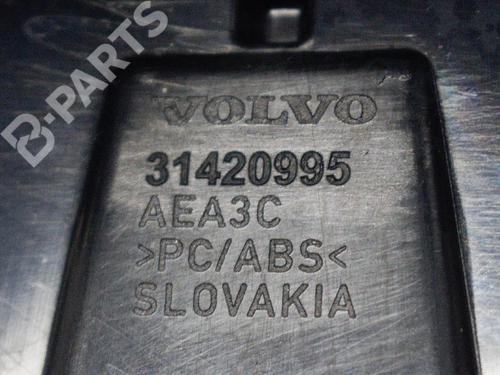 B-PARTS
VOLVO
31420995
AEA3C
>PC/ABS<
SLOVAKIA